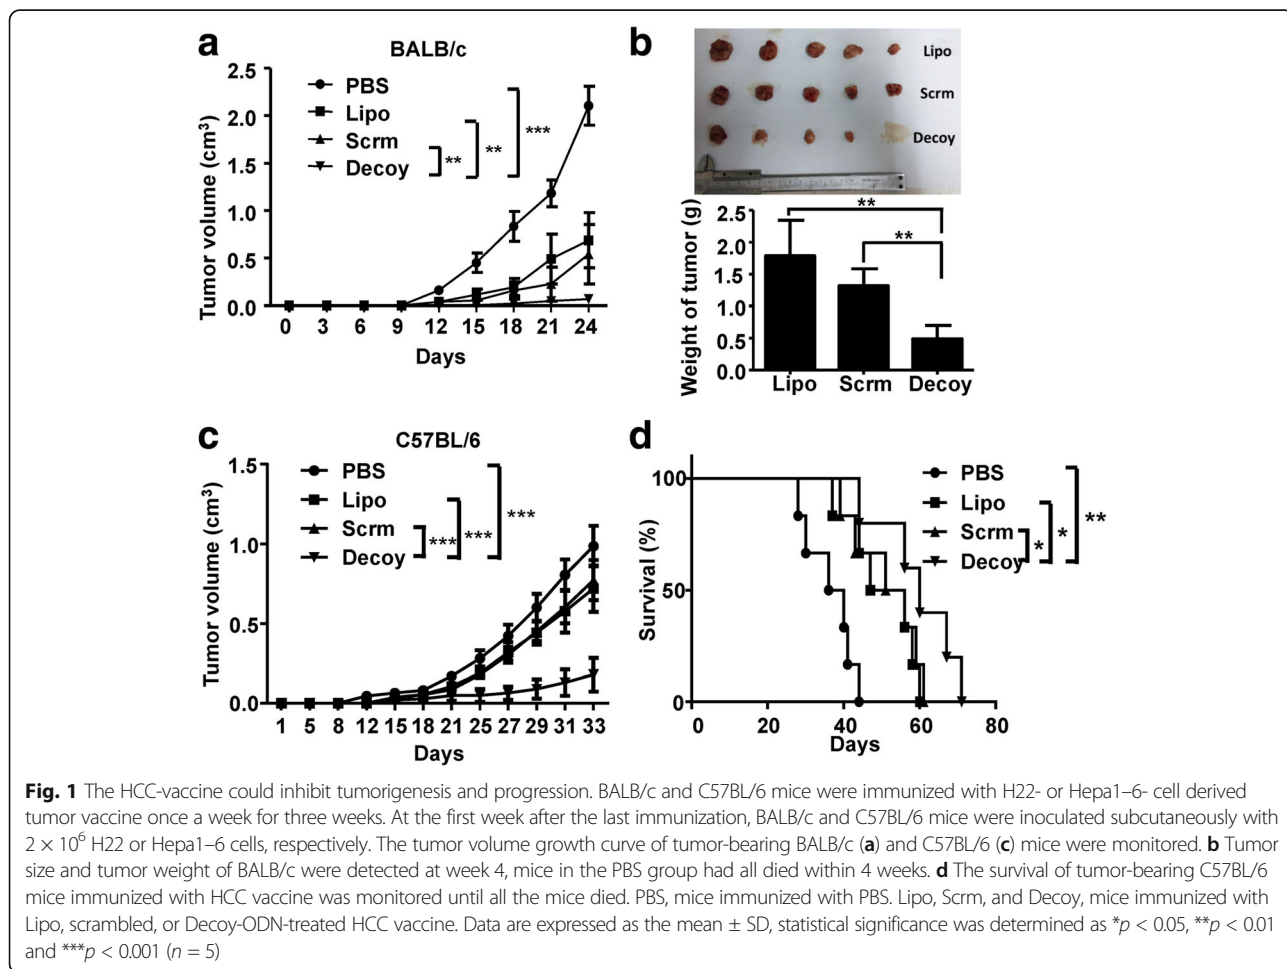 a
BALB/c
Tumor volume (cm³)
2.5
2.0
1.5
1.0
0.5
0.0
PBS
Lipo
Scrm
Decoy
**
**
***
0 3 6 9 12 15 18 21 24
Days
b
Lipo
Scrm
Decoy
Weight of tumor (g)
2.5
2.0
1.5
1.0
0.5
0.0
**
**
Lipo Scrm Decoy
c
C57BL/6
Tumor volume (cm³)
1.5
1.0
0.5
0.0
PBS
Lipo
Scrm
Decoy
***
***
***
1 5 8 12 15 18 21 25 27 29 31 33
Days
d
Survival (%)
100
50
0
PBS
Lipo
Scrm
Decoy
*
*
**
0 20 40 60 80
Days
Fig. 1 The HCC-vaccine could inhibit tumorigenesis and progression. BALB/c and C57BL/6 mice were immunized with H22- or Hepa1–6- cell derived
tumor vaccine once a week for three weeks. At the first week after the last immunization, BALB/c and C57BL/6 mice were inoculated subcutaneously with
2 × 10⁶ H22 or Hepa1–6 cells, respectively. The tumor volume growth curve of tumor-bearing BALB/c (a) and C57BL/6 (c) mice were monitored. b Tumor
size and tumor weight of BALB/c were detected at week 4, mice in the PBS group had all died within 4 weeks. d The survival of tumor-bearing C57BL/6
mice immunized with HCC vaccine was monitored until all the mice died. PBS, mice immunized with PBS. Lipo, Scrm, and Decoy, mice immunized with
Lipo, scrambled, or Decoy-ODN-treated HCC vaccine. Data are expressed as the mean ± SD, statistical significance was determined as *p < 0.05, **p < 0.01
and ***p < 0.001 (n = 5)